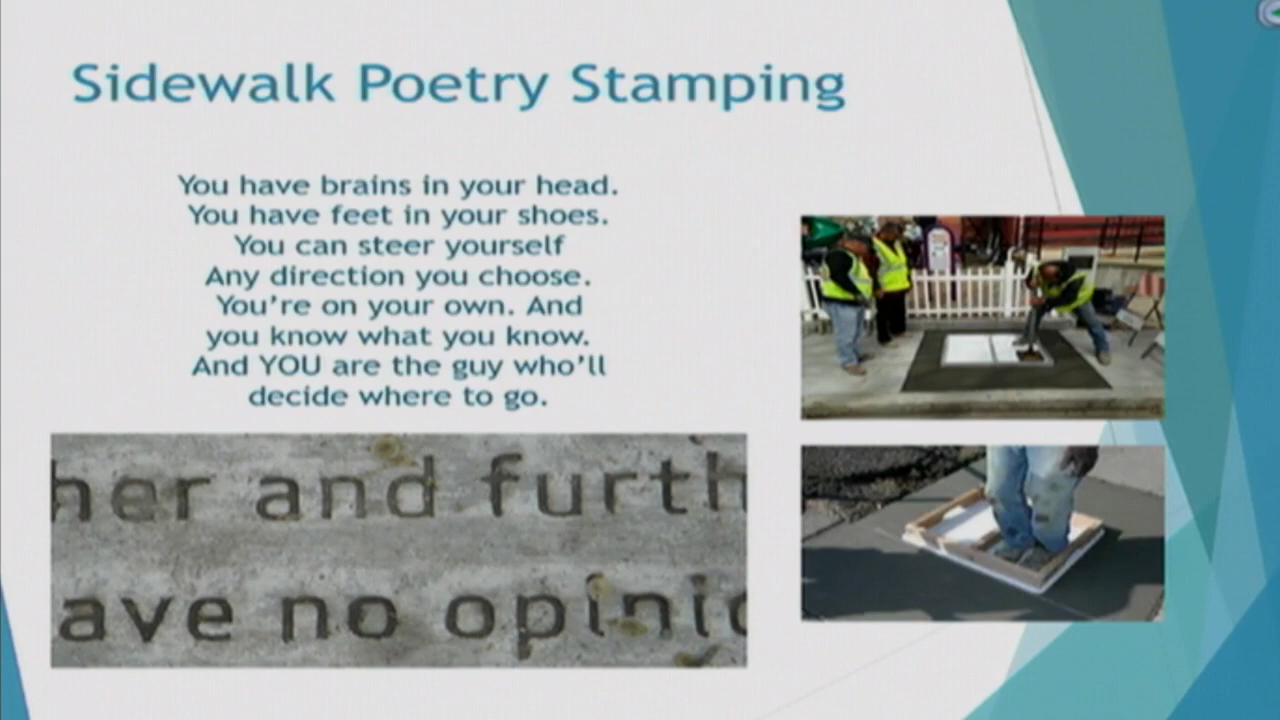 Sidewalk Poetry Stamping
You have brains in your head.
You have feet in your shoes.
You can steer yourself
Any direction you choose.
You're on your own. And
you know what you know.
And YOU are the guy who'll
decide where to go.
her and furth
ave no opini